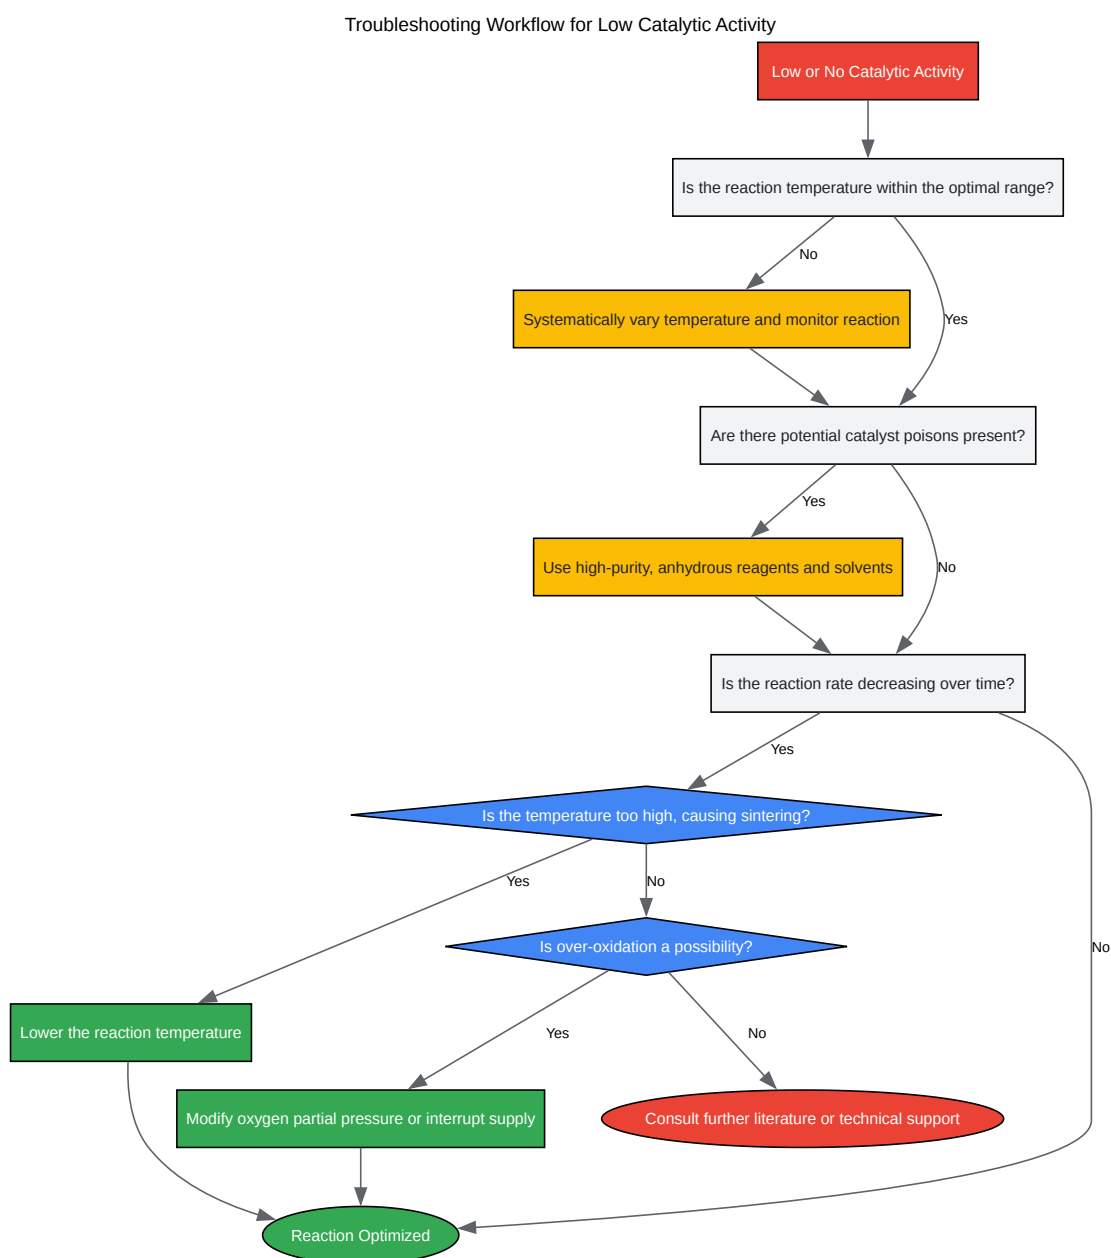 Troubleshooting Workflow for Low Catalytic Activity
Low or No Catalytic Activity
Is the reaction temperature within the optimal range?
No
Systematically vary temperature and monitor reaction
Yes
Are there potential catalyst poisons present?
Yes
Use high-purity, anhydrous reagents and solvents
No
Is the reaction rate decreasing over time?
Yes
Is the temperature too high, causing sintering?
Yes
No
Is over-oxidation a possibility?
No
Lower the reaction temperature
Yes
No
Modify oxygen partial pressure or interrupt supply
Consult further literature or technical support
Reaction Optimized